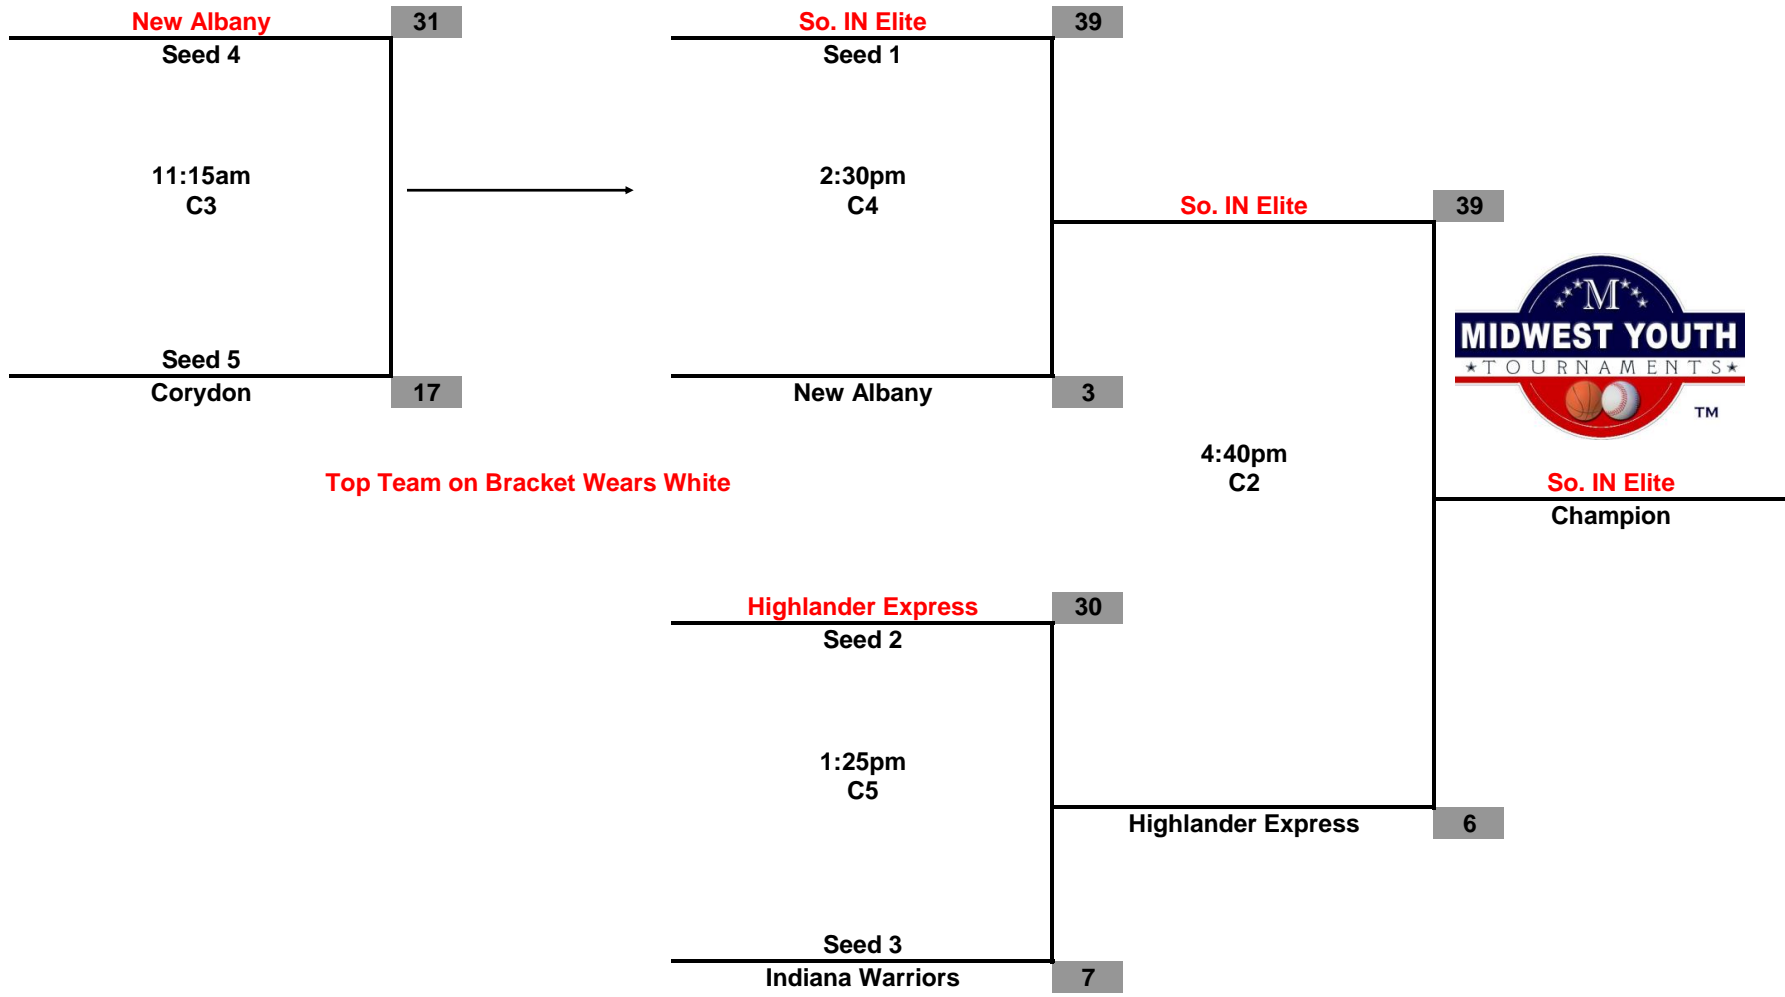 New Albany 31
Seed 4
11:15am
C3
Seed 5
Corydon 17
So. IN Elite 39
Seed 1
2:30pm
C4
New Albany 3
So. IN Elite 39
4:40pm
C2
Highlander Express 6
Top Team on Bracket Wears White
Highlander Express 30
Seed 2
1:25pm
C5
Seed 3
Indiana Warriors 7
M
MIDWEST YOUTH
TOURNAMENTS
TM
So. IN Elite
Champion